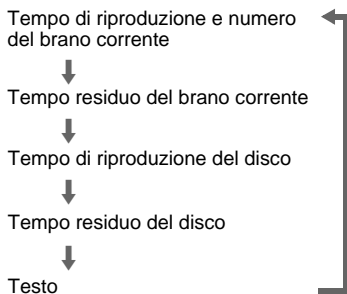 Tempo di riproduzione e numero
del brano corrente
Tempo residuo del brano corrente
Tempo di riproduzione del disco
Tempo residuo del disco
Testo